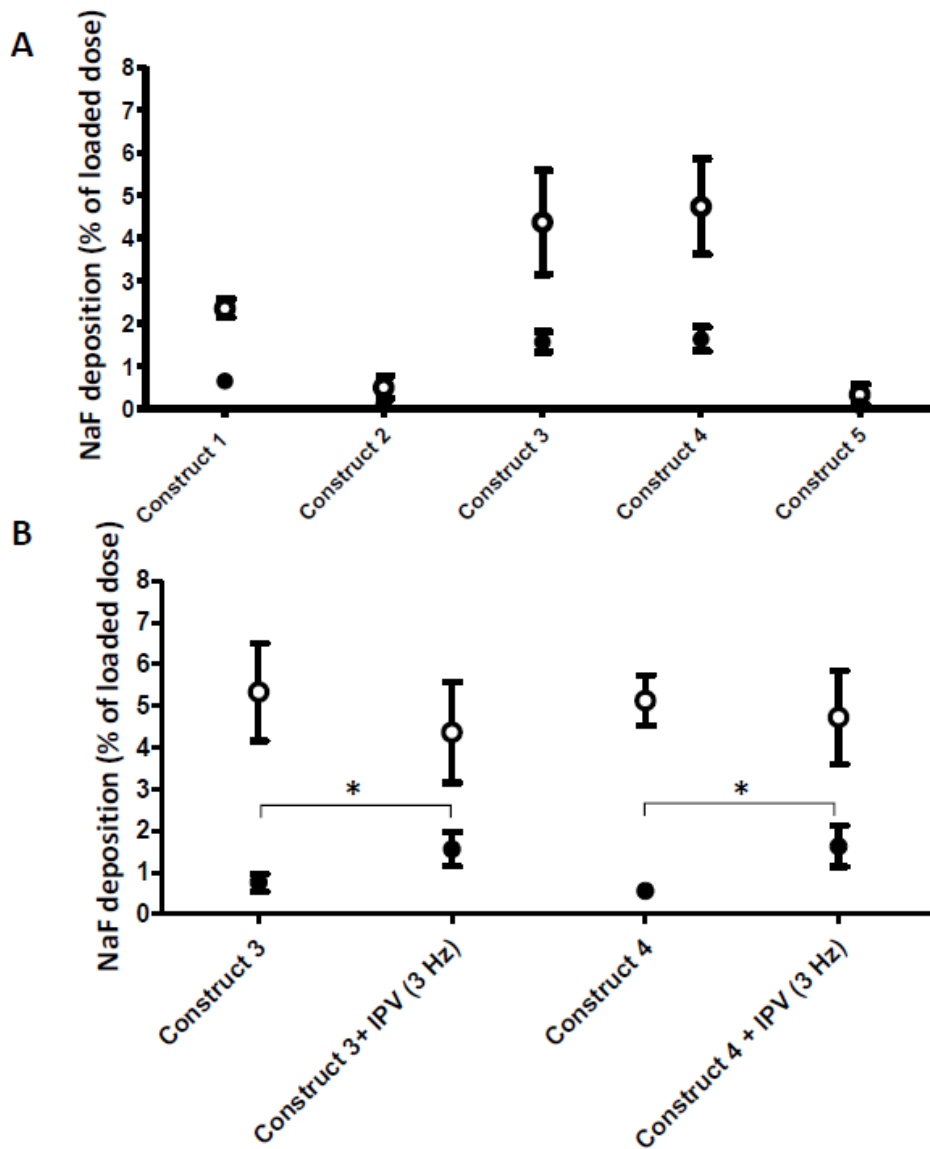 A
NaF deposition (% of loaded dose)
8
7
6
5
4
3
2
1
0
Construct 1
Construct 2
Construct 3
Construct 4
Construct 5
B
NaF deposition (% of loaded dose)
8
7
6
5
4
3
2
1
0
*
*
Construct 3
Construct 3+ IPV (3 Hz)
Construct 4
Construct 4 + IPV (3 Hz)